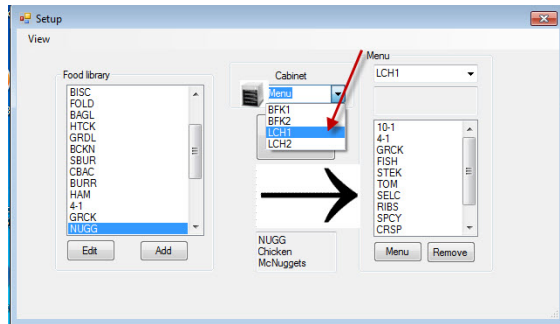 Setup
View
Food library
BISC
FOLD
BAGL
HTCK
GRDL
BCKN
SBUR
CBAC
BURR
HAM
4-1
GRCK
NUGG
Edit
Add
Cabinet
Menu
BFK1
BFK2
LCH1
LCH2
NUGG
Chicken
McNuggets
Menu
LCH1
10-1
4-1
GRCK
FISH
STEK
TOM
SELC
RIBS
SPCY
CRSP
Menu
Remove